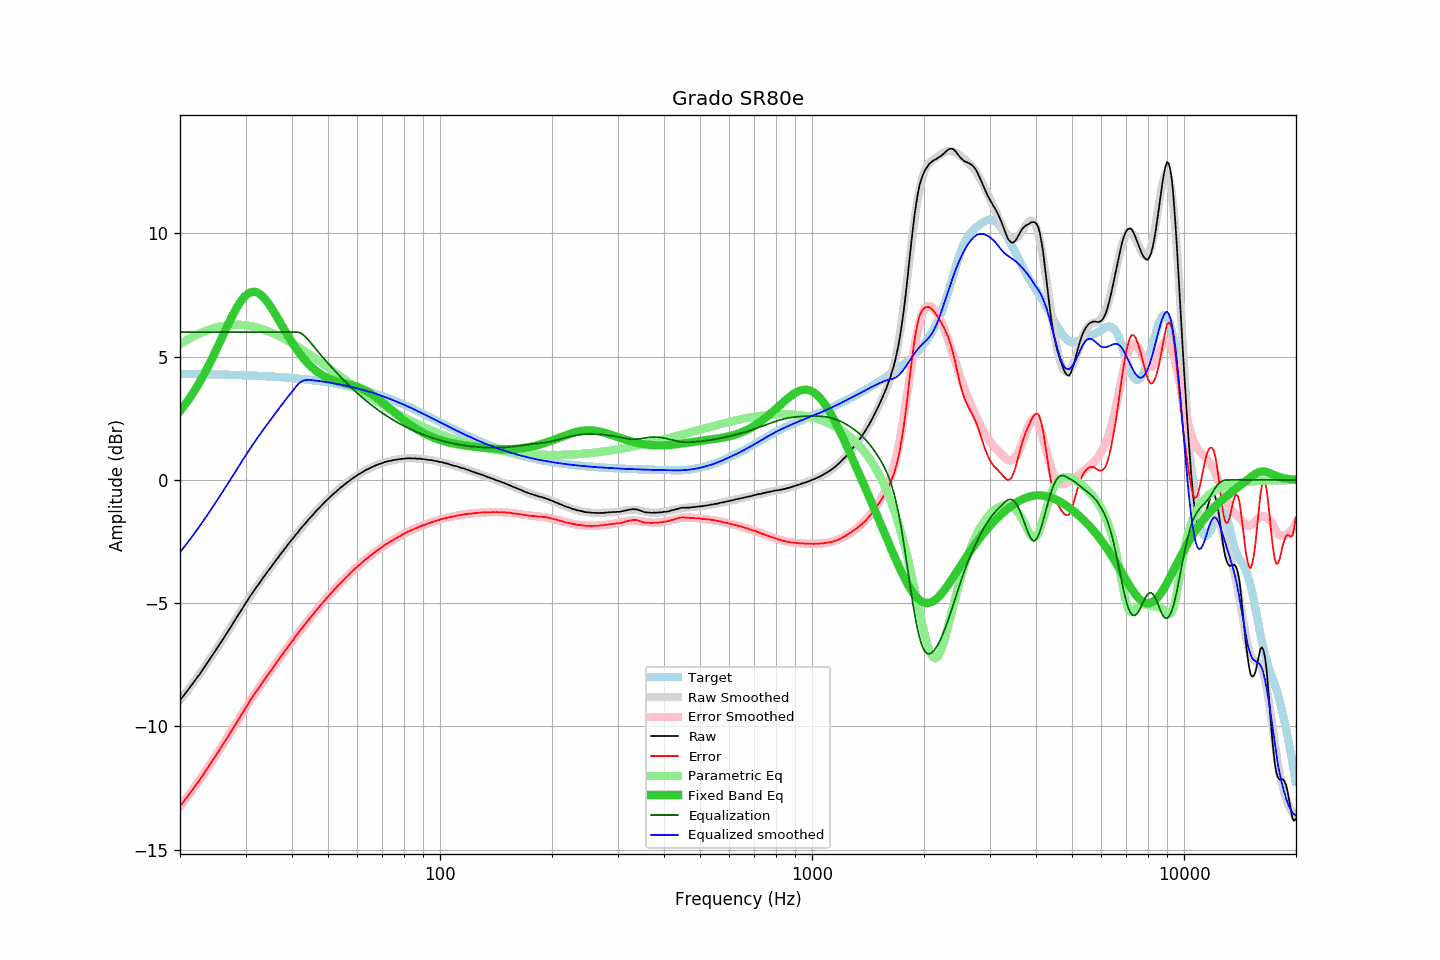 Grado SR80e
Amplitude (dBr)
10
5
0
−5
−10
−15
100
1000
10000
Frequency (Hz)
Target
Raw Smoothed
Error Smoothed
Raw
Error
Parametric Eq
Fixed Band Eq
Equalization
Equalized smoothed